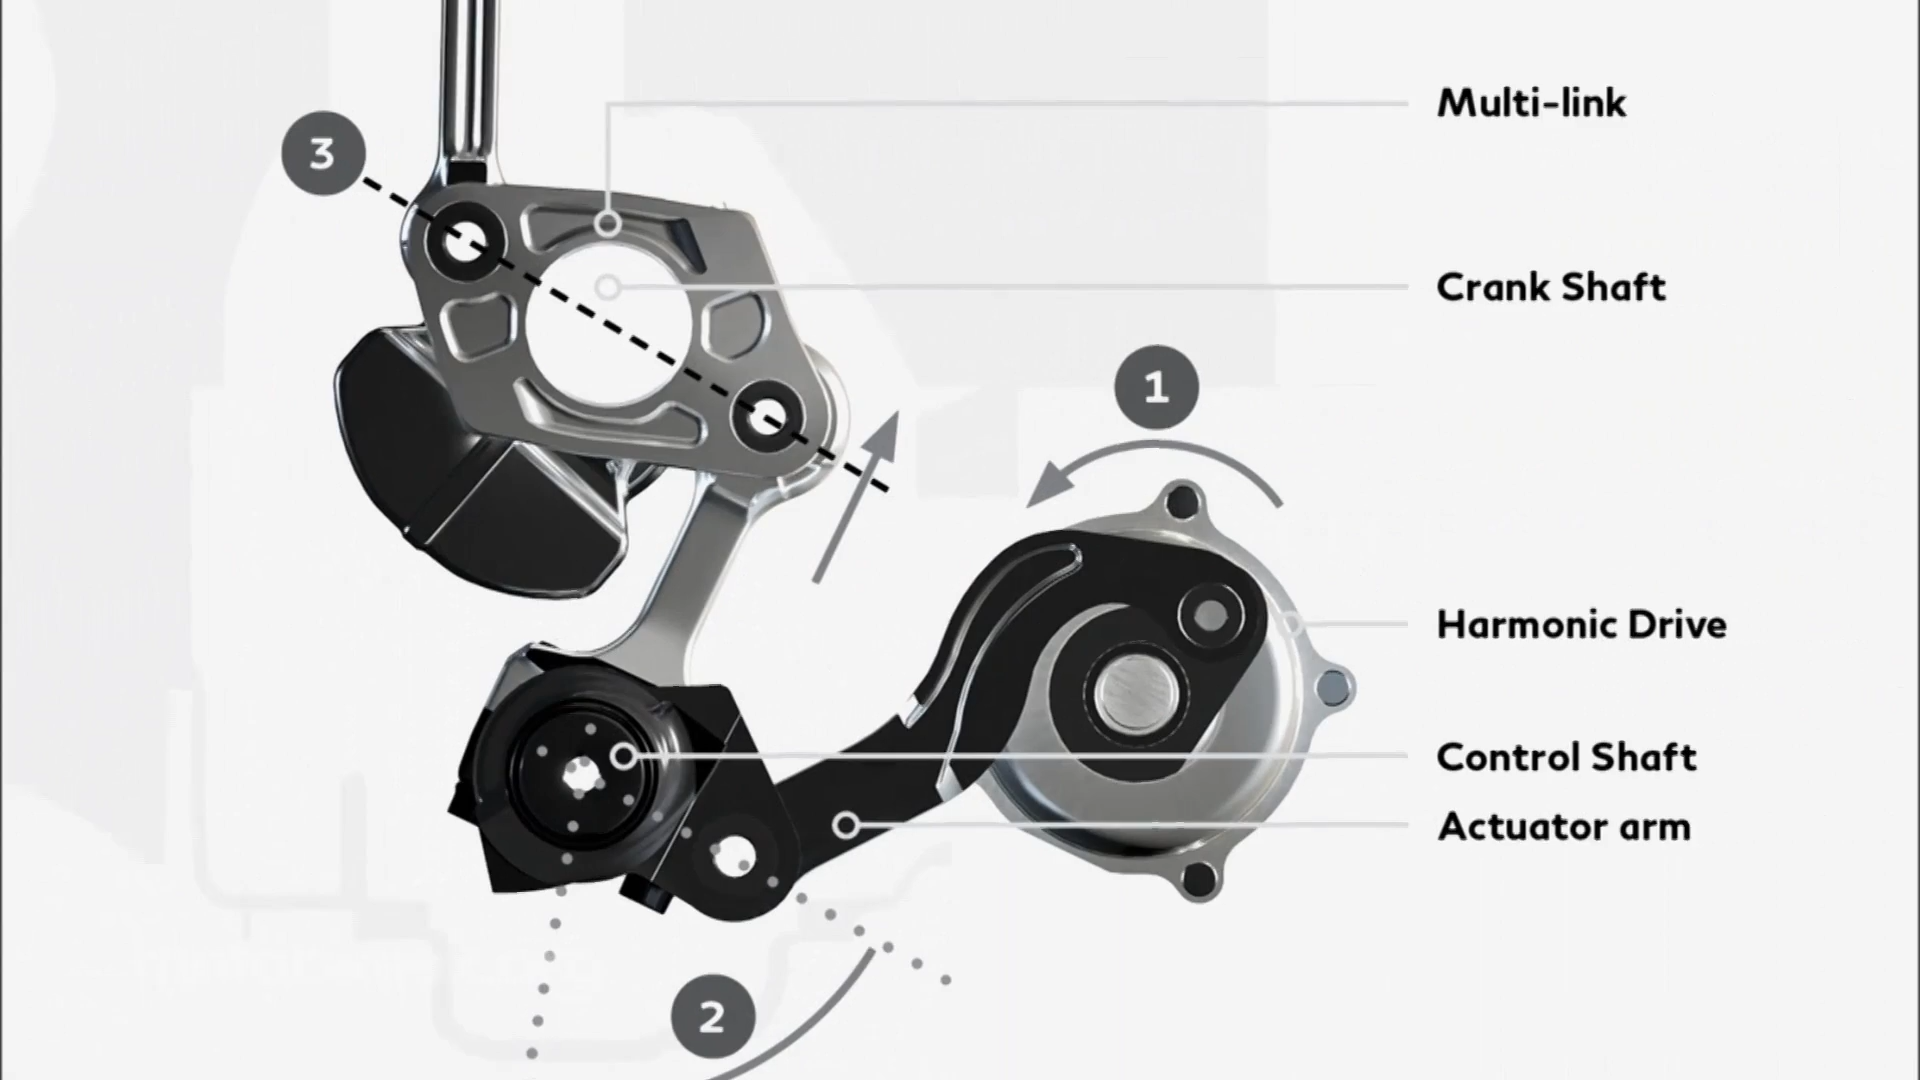 Multi-link
3
Crank Shaft
1
Harmonic Drive
Control Shaft
Actuator arm
2